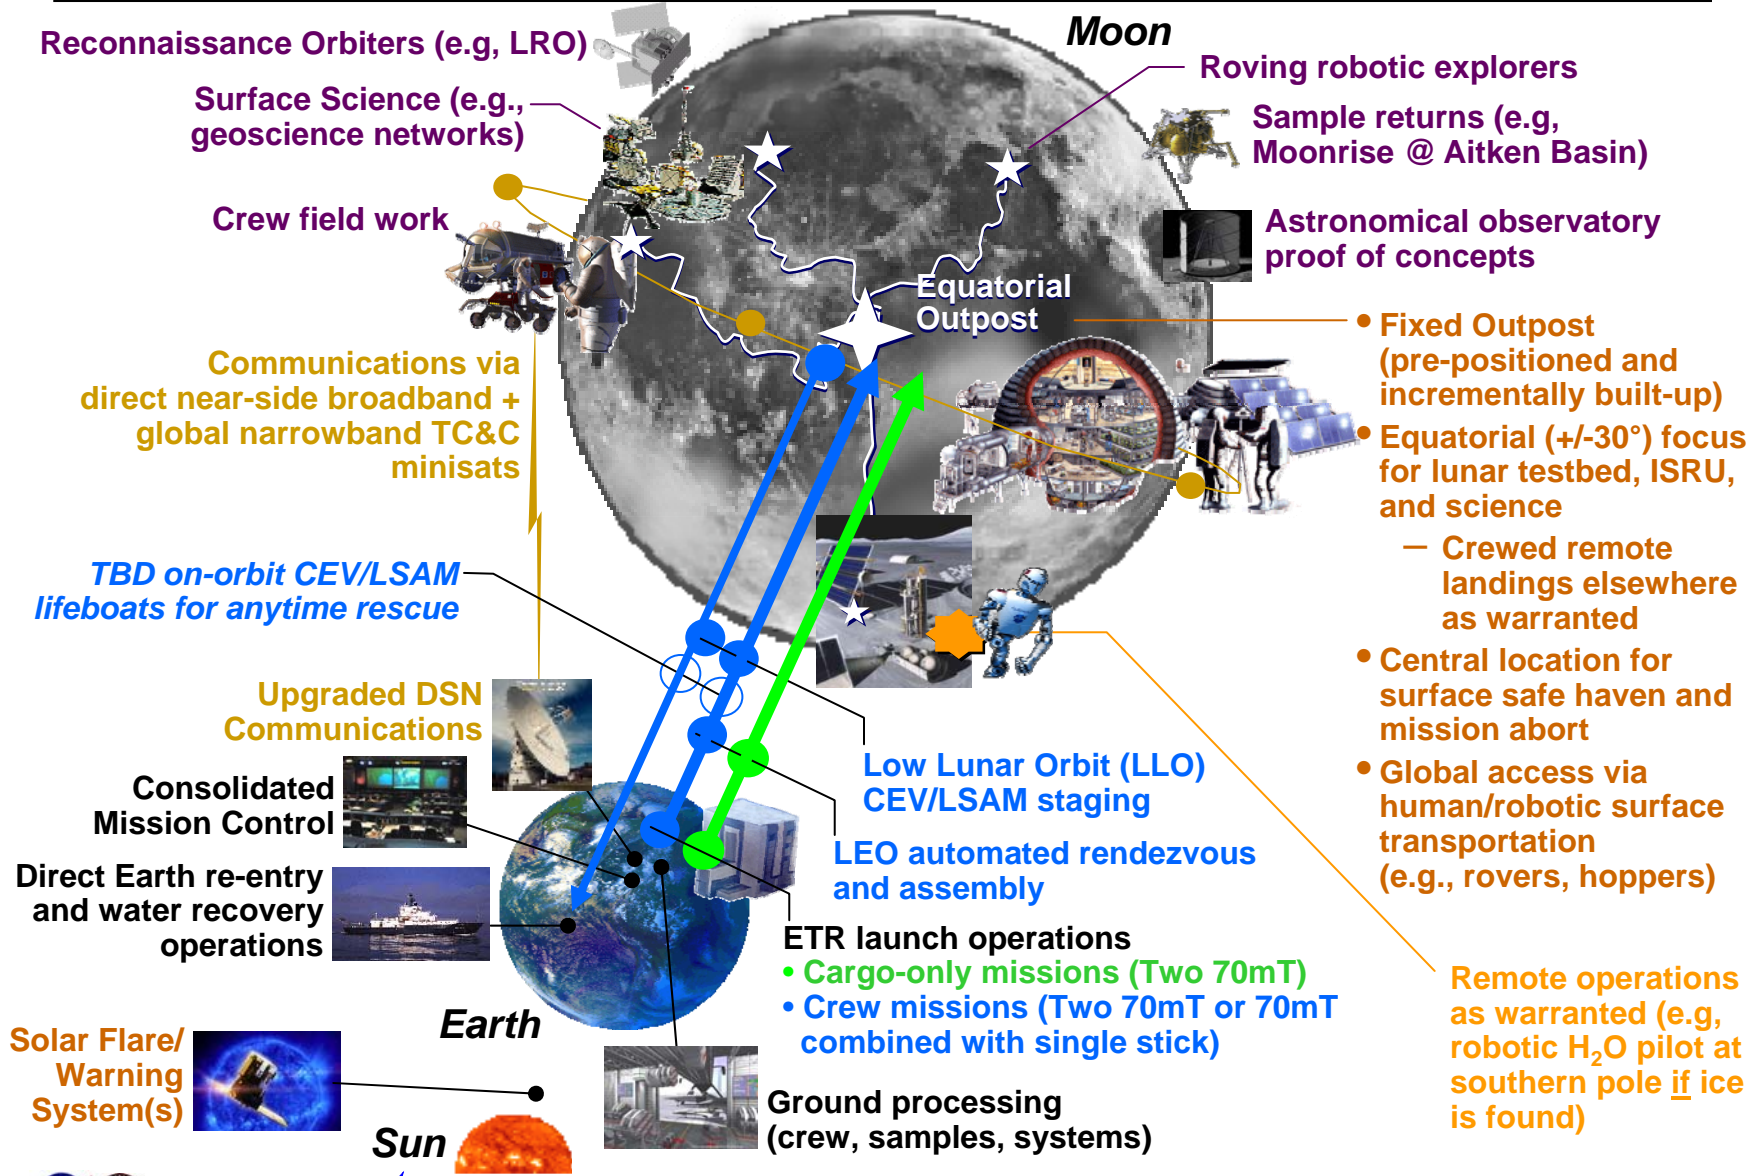 Moon
Reconnaissance Orbiters (e.g, LRO)
Roving robotic explorers
Surface Science (e.g.,
geoscience networks)
Sample returns (e.g,
Moonrise @ Aitken Basin)
Crew field work
Astronomical observatory
proof of concepts
Equatorial
Outpost
• Fixed Outpost
(pre-positioned and
incrementally built-up)
• Equatorial (+/-30°) focus
for lunar testbed, ISRU,
and science
– Crewed remote
landings elsewhere
as warranted
• Central location for
surface safe haven and
mission abort
• Global access via
human/robotic surface
transportation
(e.g., rovers, hoppers)
Communications via
direct near-side broadband +
global narrowband TC&C
minisats
TBD on-orbit CEV/LSAM
lifeboats for anytime rescue
Upgraded DSN
Communications
Low Lunar Orbit (LLO)
CEV/LSAM staging
Consolidated
Mission Control
LEO automated rendezvous
and assembly
Direct Earth re-entry
and water recovery
operations
ETR launch operations
• Cargo-only missions (Two 70mT)
• Crew missions (Two 70mT or 70mT
combined with single stick)
Remote operations
as warranted (e.g,
robotic H₂O pilot at
southern pole if ice
is found)
Earth
Solar Flare/
Warning
System(s)
Ground processing
(crew, samples, systems)
Sun